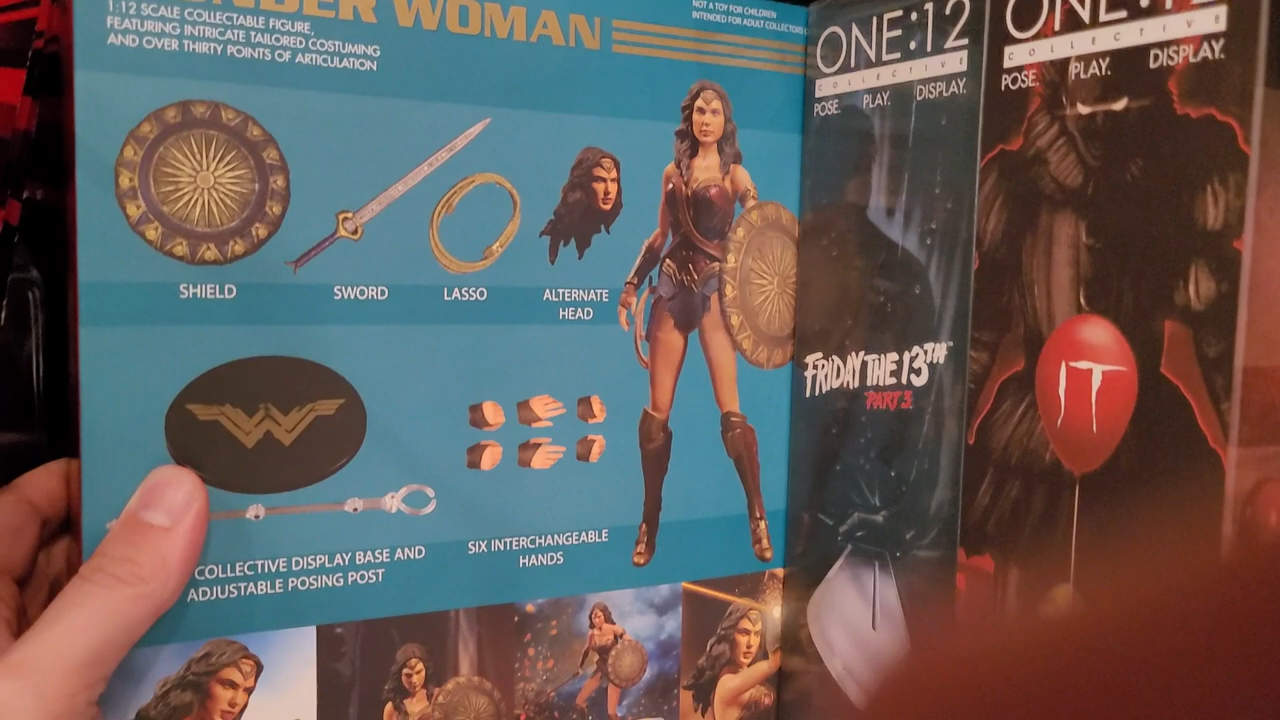 WOMAN
1:12 SCALE COLLECTABLE FIGURE,
FEATURING INTRICATE TAILORED COSTUMING
AND OVER THIRTY POINTS OF ARTICULATION
NOT A TOY FOR CHILDREN
INTENDED FOR ADULT COLLECTORS
SHIELD
SWORD
LASSO
ALTERNATE
HEAD
COLLECTIVE DISPLAY BASE AND
ADJUSTABLE POSING POST
SIX INTERCHANGEABLE
HANDS
ONE:12
COLLECTIVE
POSE. PLAY. DISPLAY.
FRIDAY THE 13TH
PART 3
ONE:12
COLLECTIVE
POSE. PLAY. DISPLAY.
IT